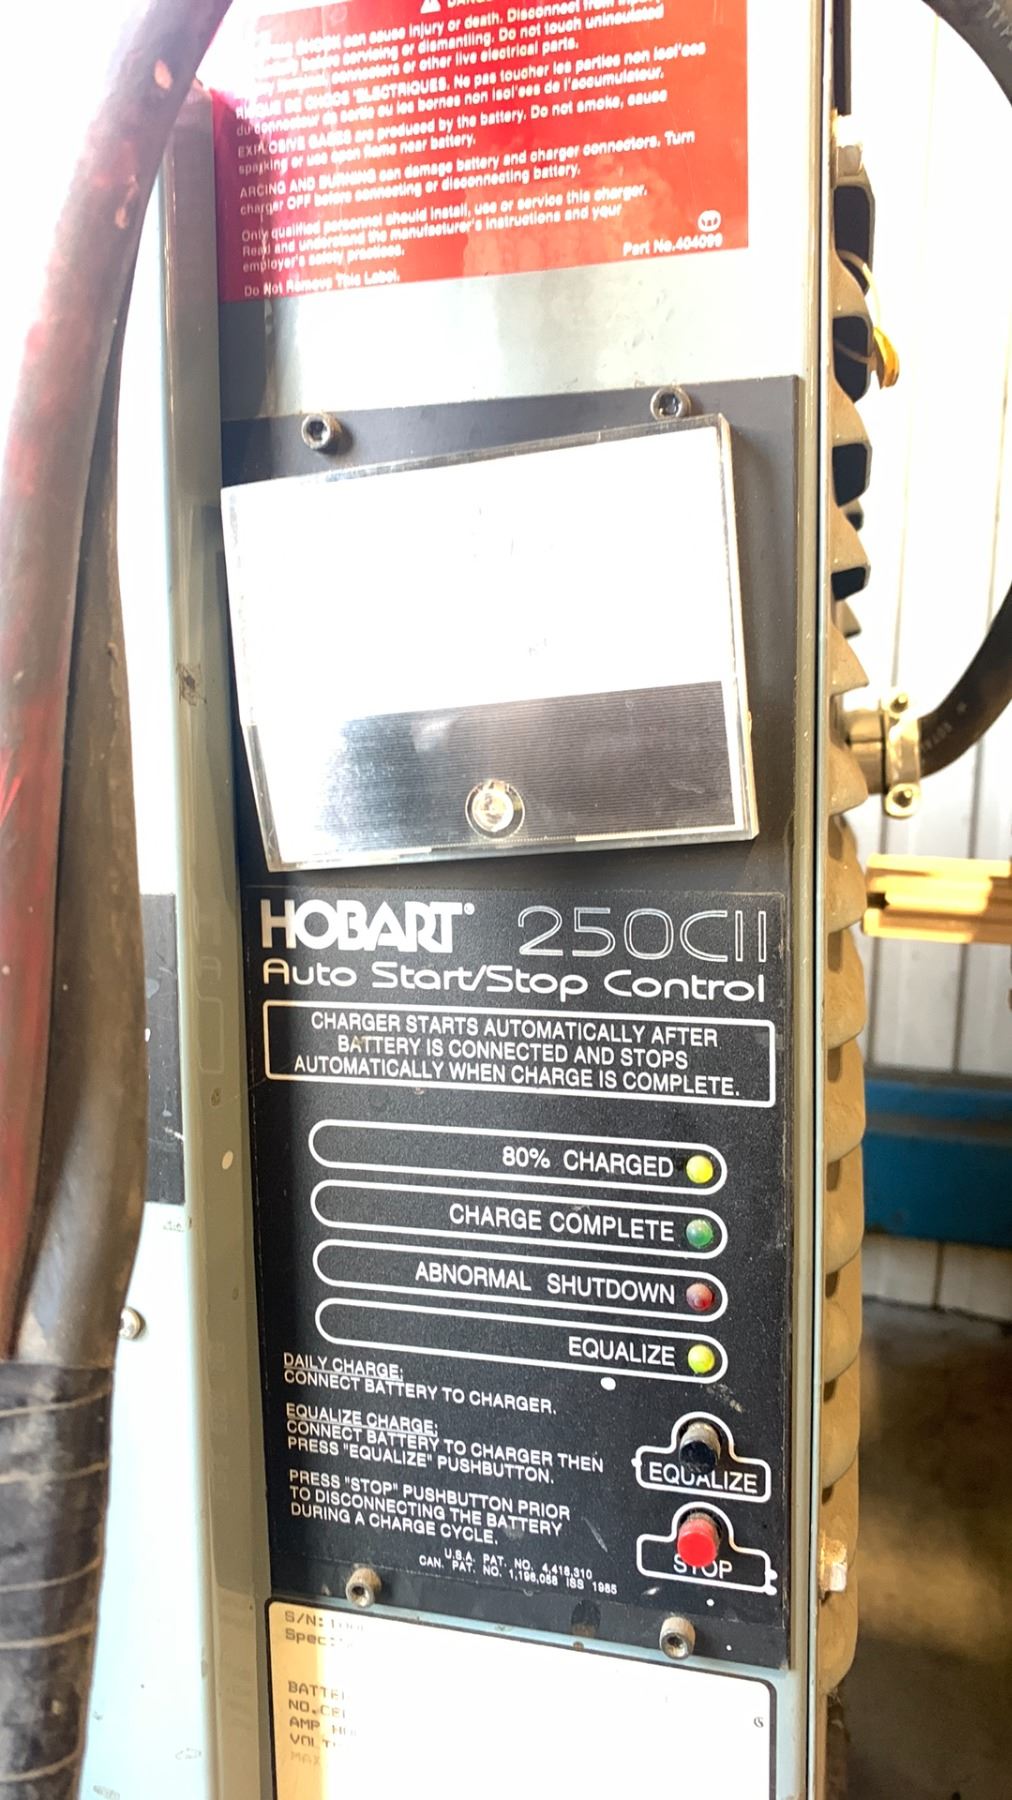 SHOCK can cause injury or death. Disconnect from
before servicing or dismantling. Do not touch uninsulated
connectors or other live electrical parts.
RISQUE DE CHOCS 'ELECTRIQUES. Ne pas toucher les parties non isol'ees
du connecteur de sortie ou les bornes non isol'ees de l'accumulateur.
EXPLOSIVE GASES are produced by the battery. Do not smoke, cause
sparking or use open flame near battery.
ARCING AND BURNING can damage battery and charger connectors. Turn
charger OFF before connecting or disconnecting battery.
Only qualified personnel should install, use or service this charger.
Read and understand the manufacturer's instructions and your
employer's safety practices.
Part No.404099
Do Not Remove This Label.
HOBART® 250CII
Auto Start/Stop Control
CHARGER STARTS AUTOMATICALLY AFTER
BATTERY IS CONNECTED AND STOPS
AUTOMATICALLY WHEN CHARGE IS COMPLETE.
80% CHARGED
CHARGE COMPLETE
ABNORMAL SHUTDOWN
EQUALIZE
DAILY CHARGE:
CONNECT BATTERY TO CHARGER.
EQUALIZE CHARGE:
CONNECT BATTERY TO CHARGER THEN
PRESS "EQUALIZE" PUSHBUTTON.
EQUALIZE
PRESS "STOP" PUSHBUTTON PRIOR
TO DISCONNECTING THE BATTERY
DURING A CHARGE CYCLE.
STOP
U.S.A. PAT. NO. 4,418,310
CAN. PAT. NO. 1,196,058 ISS 1985
S/N:
Spec:
NO.
AMP
MAX